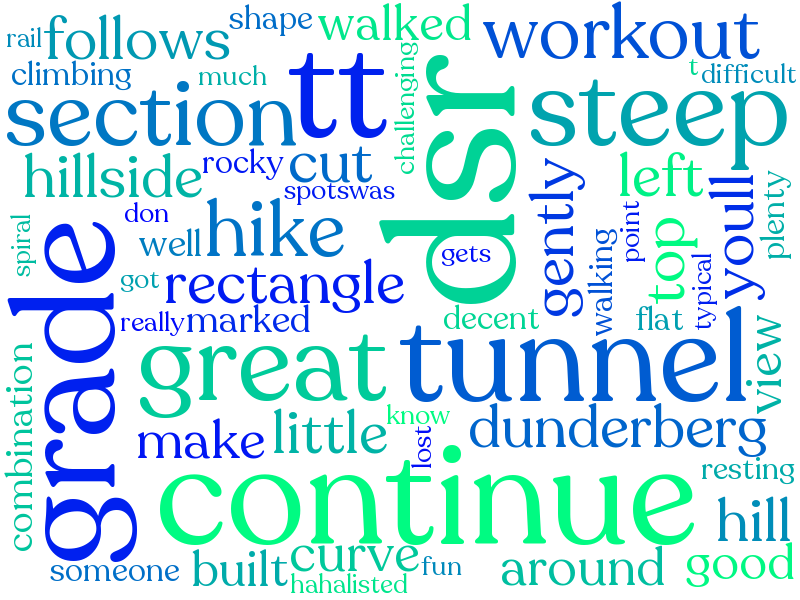 rail
follows
shape
walked
workout
climbing
much
tt
challenging
dsr
t
difficult
section
steep
hillside
rocky
cut
spotswas
left
youll
plenty
don
gently
point
spiral
well
hike
gets
walking
top
typical
grade
got
rectangle
really
marked
decent
flat
great
tunnel
view
combination
make
little
know
lost
dunderberg
continue
resting
hill
someone
built
curve
hahalisted
fun
around
good